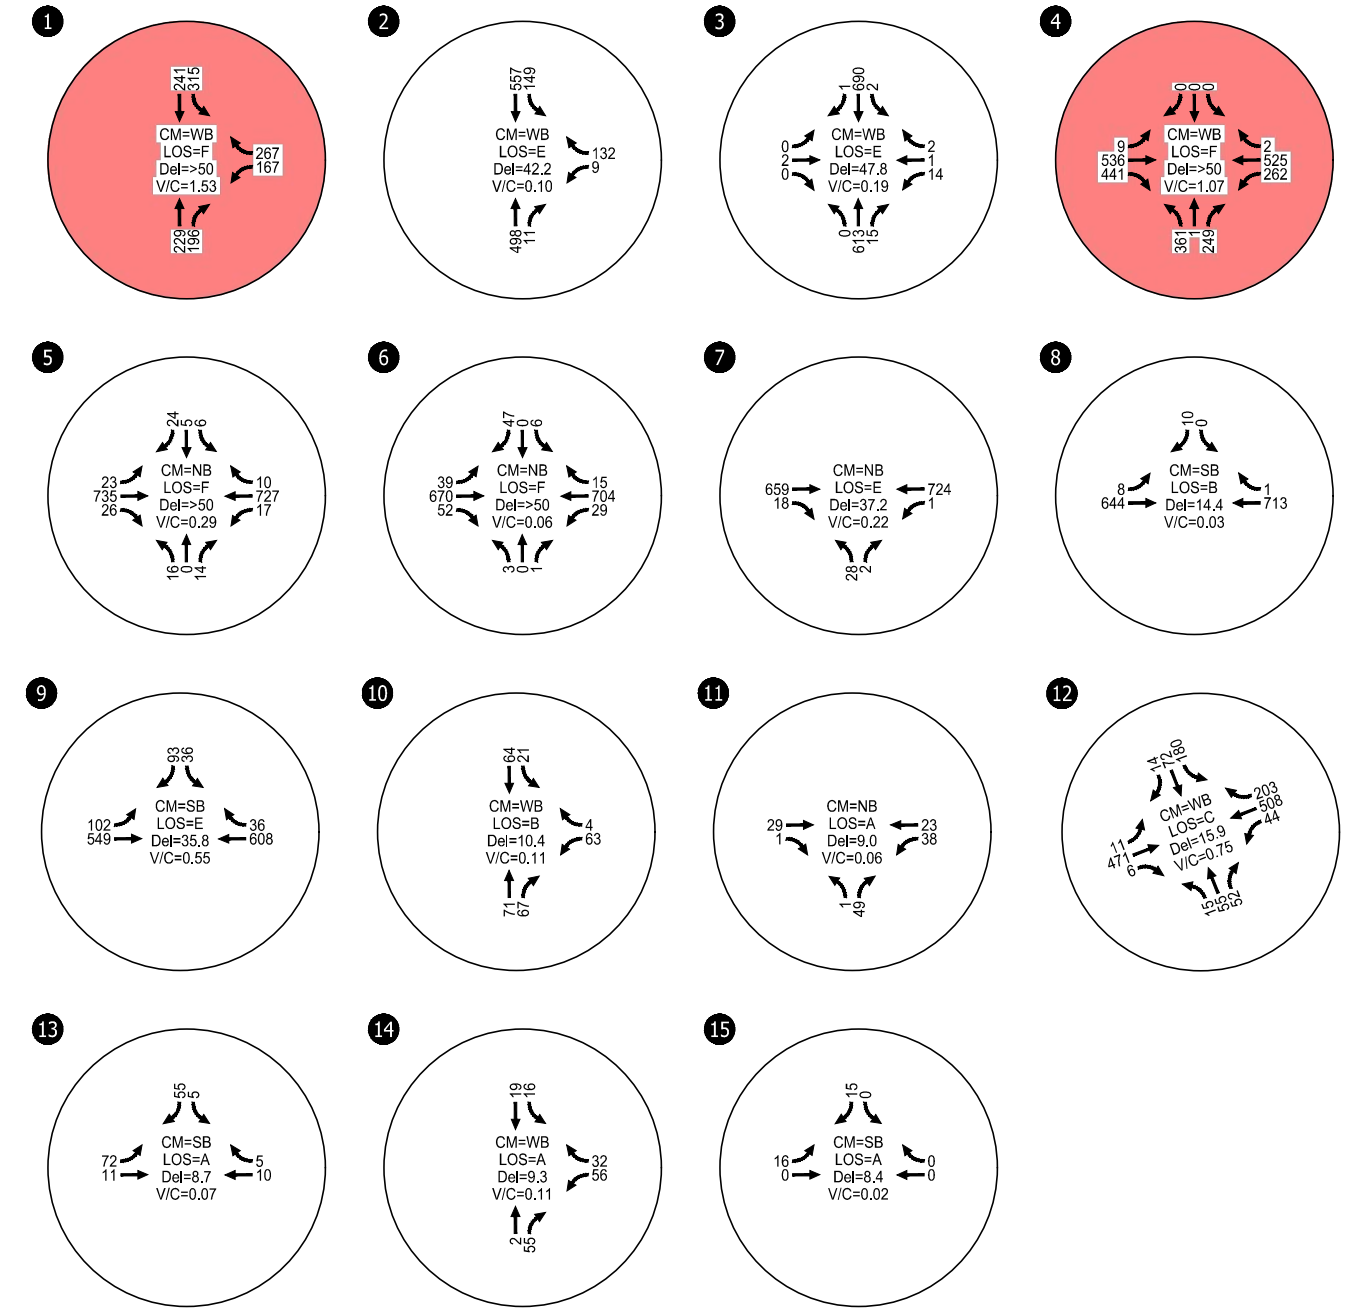 1
241
315
CM=WB
LOS=F
Del=>50
V/C=1.53
267
167
229
196
2
557
149
CM=WB
LOS=E
Del=42.2
V/C=0.10
132
9
498
11
3
1
690
2
0
2
0
CM=WB
LOS=E
Del=47.8
V/C=0.19
2
1
14
0
613
15
4
0
0
0
9
536
441
CM=WB
LOS=F
Del=>50
V/C=1.07
2
525
262
361
1
249
5
24
5
6
23
735
26
CM=NB
LOS=F
Del=>50
V/C=0.29
10
727
17
16
0
14
6
47
0
6
39
670
52
CM=NB
LOS=F
Del=>50
V/C=0.06
15
704
29
3
0
1
7
659
18
CM=NB
LOS=E
Del=37.2
V/C=0.22
724
1
28
2
8
10
0
8
644
CM=SB
LOS=B
Del=14.4
V/C=0.03
1
713
9
93
36
102
549
CM=SB
LOS=E
Del=35.8
V/C=0.55
36
608
10
64
21
CM=WB
LOS=B
Del=10.4
V/C=0.11
4
63
71
67
11
29
1
CM=NB
LOS=A
Del=9.0
V/C=0.06
23
38
1
49
12
14
72
180
11
471
6
CM=WB
LOS=C
Del=15.9
V/C=0.75
203
508
44
15
55
52
13
55
5
72
11
CM=SB
LOS=A
Del=8.7
V/C=0.07
5
10
14
19
16
CM=WB
LOS=A
Del=9.3
V/C=0.11
32
56
2
55
15
15
0
16
0
CM=SB
LOS=A
Del=8.4
V/C=0.02
0
0